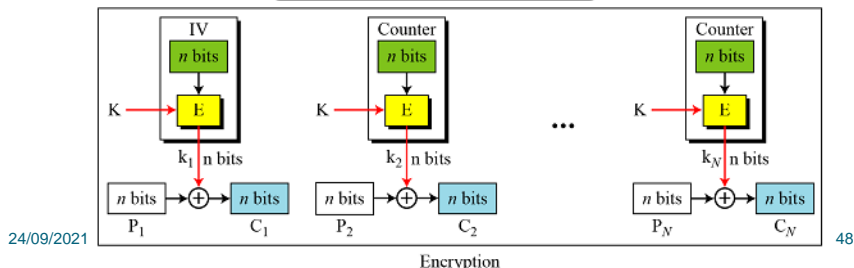 IV Counter Counter
n bits n bits n bits
K E K E ... K E
k1 n bits k2 n bits kN n bits
n bits + n bits n bits + n bits n bits + n bits
P1 C1 P2 C2 PN CN
24/09/2021 48
Encryption